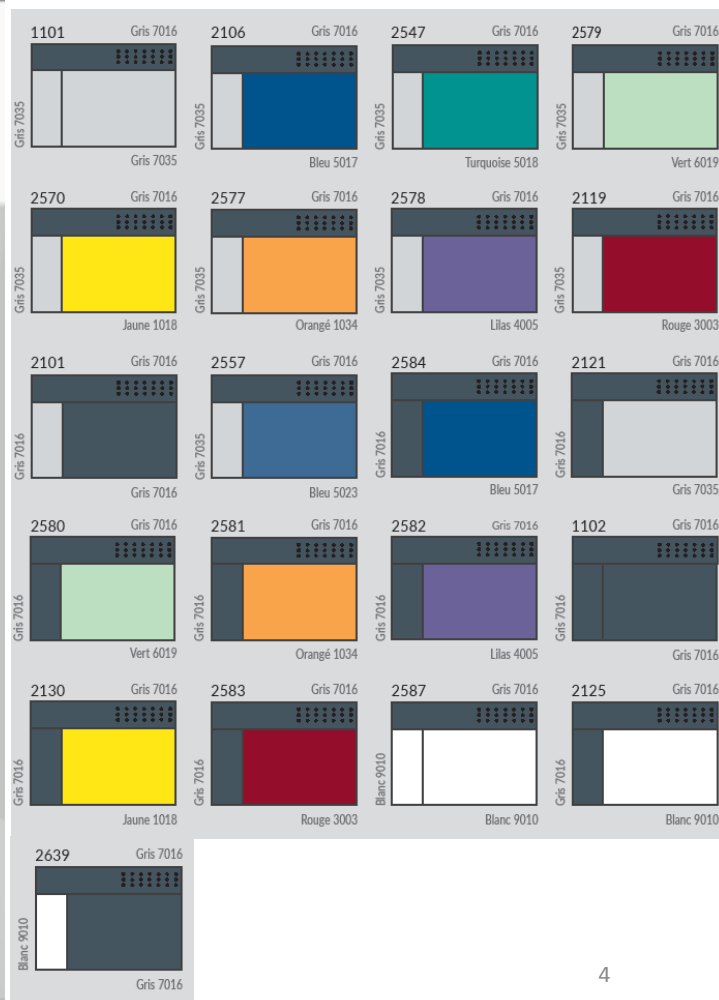 1101 Gris 7016
Gris 7035
Gris 7035
2106 Gris 7016
Gris 7035
Bleu 5017
2547 Gris 7016
Gris 7035
Turquoise 5018
2579 Gris 7016
Gris 7035
Vert 6019
2570 Gris 7016
Gris 7035
Jaune 1018
2577 Gris 7016
Gris 7035
Orangé 1034
2578 Gris 7016
Gris 7035
Lilas 4005
2119 Gris 7016
Gris 7035
Rouge 3003
2101 Gris 7016
Gris 7016
Gris 7016
2557 Gris 7016
Gris 7035
Bleu 5023
2584 Gris 7016
Gris 7016
Bleu 5017
2121 Gris 7016
Gris 7016
Gris 7035
2580 Gris 7016
Gris 7016
Vert 6019
2581 Gris 7016
Gris 7016
Orangé 1034
2582 Gris 7016
Gris 7016
Lilas 4005
1102 Gris 7016
Gris 7016
Gris 7016
2130 Gris 7016
Gris 7016
Jaune 1018
2583 Gris 7016
Gris 7016
Rouge 3003
2587 Gris 7016
Blanc 9010
Blanc 9010
2125 Gris 7016
Gris 7016
Blanc 9010
2639 Gris 7016
Blanc 9010
Gris 7016
4